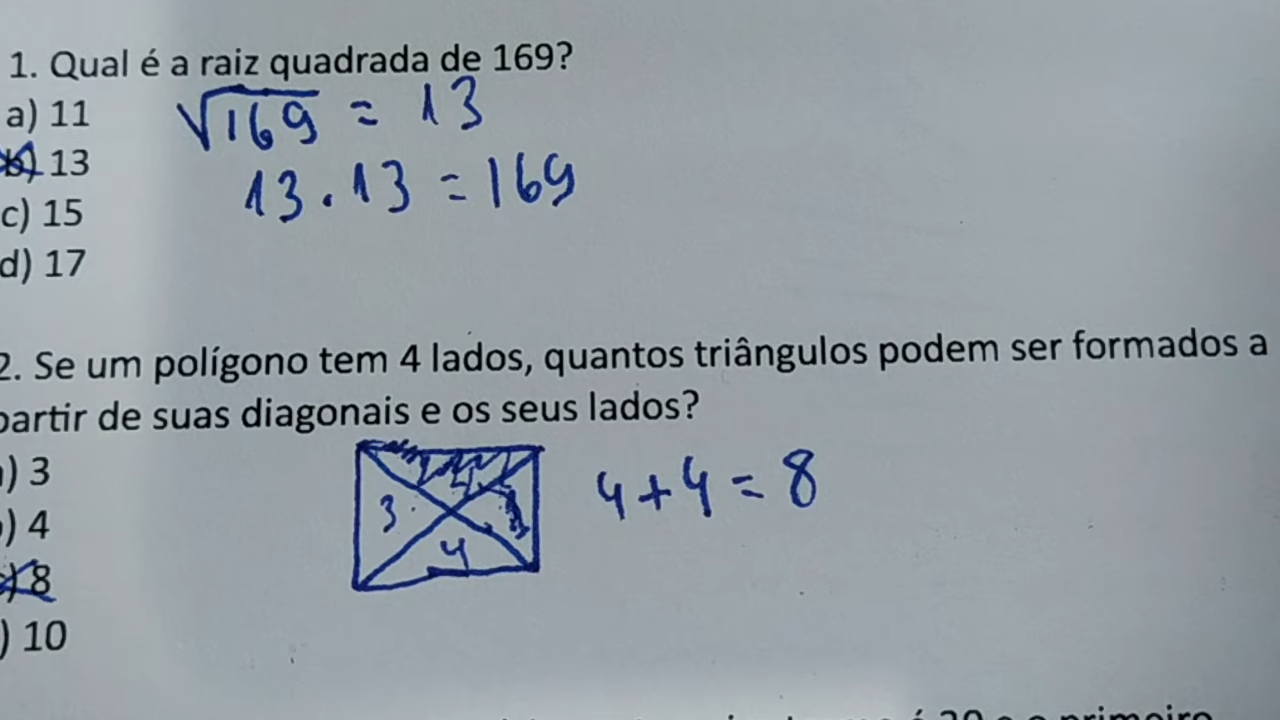 1. Qual é a raiz quadrada de 169?
a) 11
√169 = 13
b) 13
13 . 13 = 169
c) 15
d) 17
2. Se um polígono tem 4 lados, quantos triângulos podem ser formados a
partir de suas diagonais e os seus lados?
) 3
3
4 + 4 = 8
) 4
4
) 8
) 10
é 20 e o primeiro